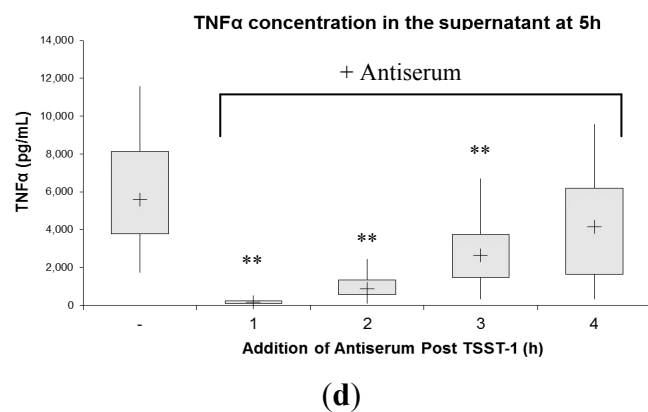 TNFα concentration in the supernatant at 5h
14,000
12,000
10,000
8,000
6,000
4,000
2,000
0
TNFα (pg/mL)
+ Antiserum
**
**
**
- 1 2 3 4
Addition of Antiserum Post TSST-1 (h)
(d)